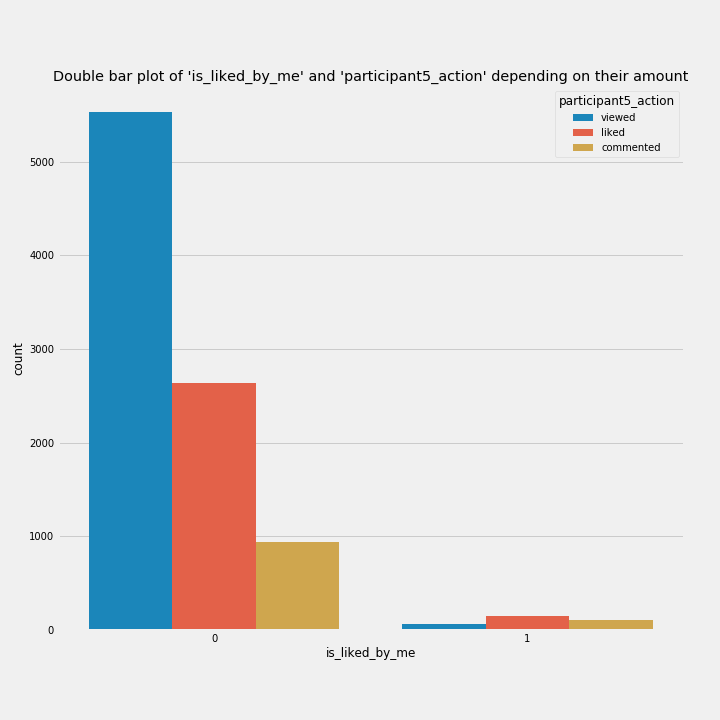 Double bar plot of 'is_liked_by_me' and 'participant5_action' depending on their amount
participant5_action
viewed
liked
commented
5000
4000
3000
2000
1000
0
count
0
1
is_liked_by_me